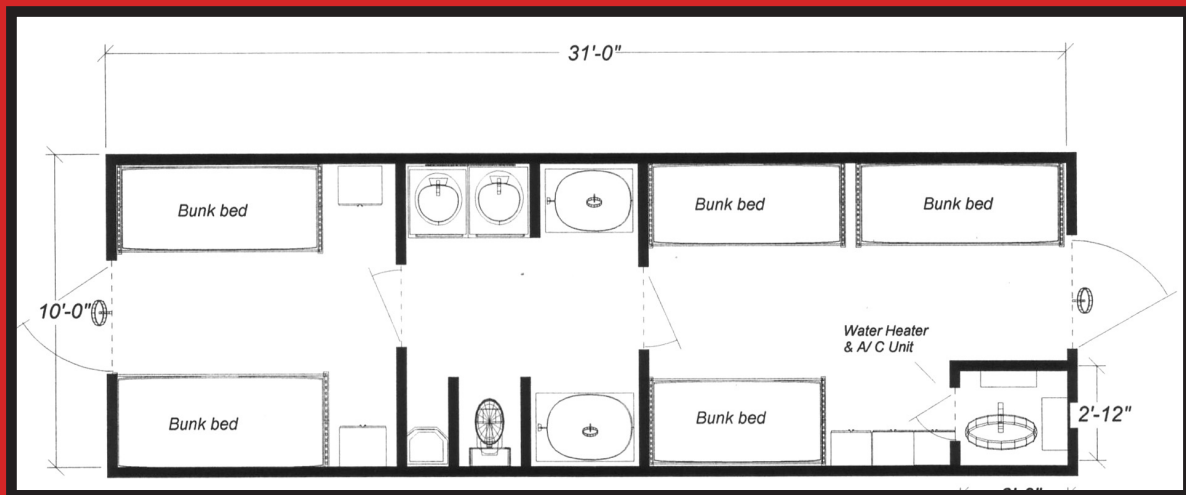 31'-0"
Bunk bed
Bunk bed
Bunk bed
10'-0"
Water Heater
& A/ C Unit
Bunk bed
Bunk bed
2'-12"